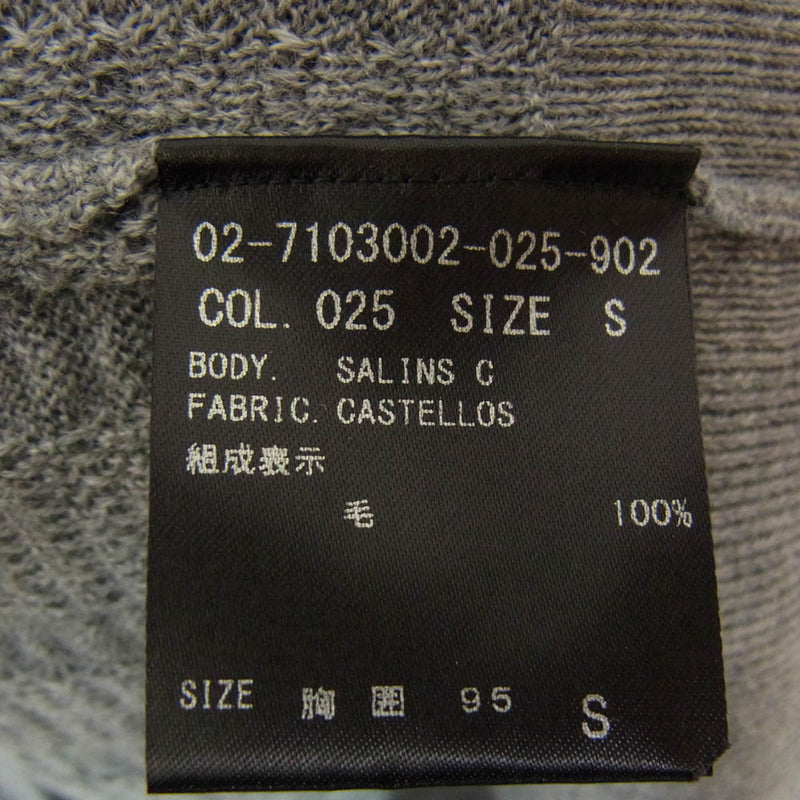 02-7103002-025-902
COL. 025 SIZE S
BODY. SALINS C
FABRIC. CASTELLOS
組成表示
毛 100%
SIZE 胸囲 95 S